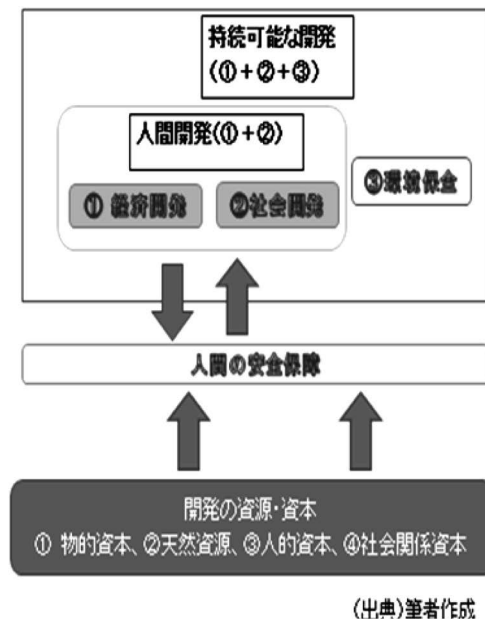 持続可能な開発
(①+②+③)
人間開発(①+②)
① 経済開発
②社会開発
③環境保全
人間の安全保障
開発の資源・資本
① 物的資本、②天然資源、③人的資本、④社会関係資本
(出典)筆者作成